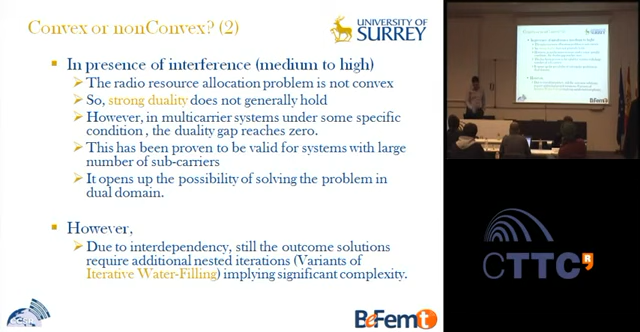 Convex or nonConvex? (2)
UNIVERSITY OF
SURREY
In presence of interference (medium to high)
The radio resource allocation problem is not convex
So, strong duality does not generally hold
However, in multicarrier systems under some specific
condition , the duality gap reaches zero.
This has been proven to be valid for systems with large
number of sub-carriers
It opens up the possibility of solving the problem in
dual domain.
However,
Due to interdependency, still the outcome solutions
require additional nested iterations (Variants of
Iterative Water-Filling) implying significant complexity.
BeFemt
CTTC